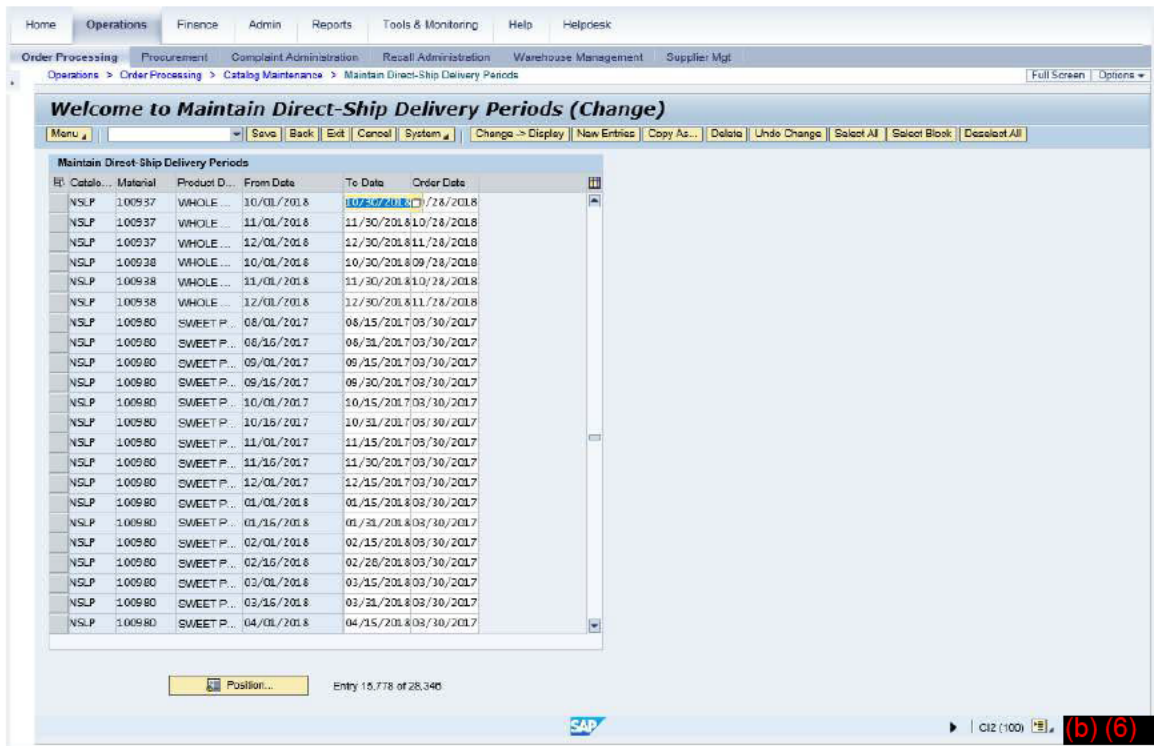 Home Operations Finance Admin Reports Tools & Monitoring Help Helpdesk
Order Processing Procurement Complaint Administration Recall Administration Warehouse Management Supplier Mgt
Operations > Order Processing > Catalog Maintenance > Maintain Direct-Ship Delivery Periods Full Screen Options
Welcome to Maintain Direct-Ship Delivery Periods (Change)
Menu Save Back Exit Cancel System Change -> Display New Entries Copy As... Delete Undo Change Select All Select Block Deselect All
Maintain Direct-Ship Delivery Periods
Catalo... Material Product D... From Date To Date Order Date
NSLP 100937 WHOLE ... 10/01/2018 10/30/2018 /28/2018
NSLP 100937 WHOLE ... 11/01/2018 11/30/2018 10/28/2018
NSLP 100937 WHOLE ... 12/01/2018 12/30/2018 11/28/2018
NSLP 100938 WHOLE ... 10/01/2018 10/30/2018 09/28/2018
NSLP 100938 WHOLE ... 11/01/2018 11/30/2018 10/28/2018
NSLP 100938 WHOLE ... 12/01/2018 12/30/2018 11/28/2018
NSLP 100980 SWEET P... 08/01/2017 08/15/2017 03/30/2017
NSLP 100980 SWEET P... 08/16/2017 08/31/2017 03/30/2017
NSLP 100980 SWEET P... 09/01/2017 09/15/2017 03/30/2017
NSLP 100980 SWEET P... 09/16/2017 09/30/2017 03/30/2017
NSLP 100980 SWEET P... 10/01/2017 10/15/2017 03/30/2017
NSLP 100980 SWEET P... 10/16/2017 10/31/2017 03/30/2017
NSLP 100980 SWEET P... 11/01/2017 11/15/2017 03/30/2017
NSLP 100980 SWEET P... 11/16/2017 11/30/2017 03/30/2017
NSLP 100980 SWEET P... 12/01/2017 12/15/2017 03/30/2017
NSLP 100980 SWEET P... 01/01/2018 01/15/2018 03/30/2017
NSLP 100980 SWEET P... 01/16/2018 01/31/2018 03/30/2017
NSLP 100980 SWEET P... 02/01/2018 02/15/2018 03/30/2017
NSLP 100980 SWEET P... 02/16/2018 02/28/2018 03/30/2017
NSLP 100980 SWEET P... 03/01/2018 03/15/2018 03/30/2017
NSLP 100980 SWEET P... 03/16/2018 03/31/2018 03/30/2017
NSLP 100980 SWEET P... 04/01/2018 04/15/2018 03/30/2017
Position... Entry 15,778 of 28,346
SAP CI2 (100) (b) (6)